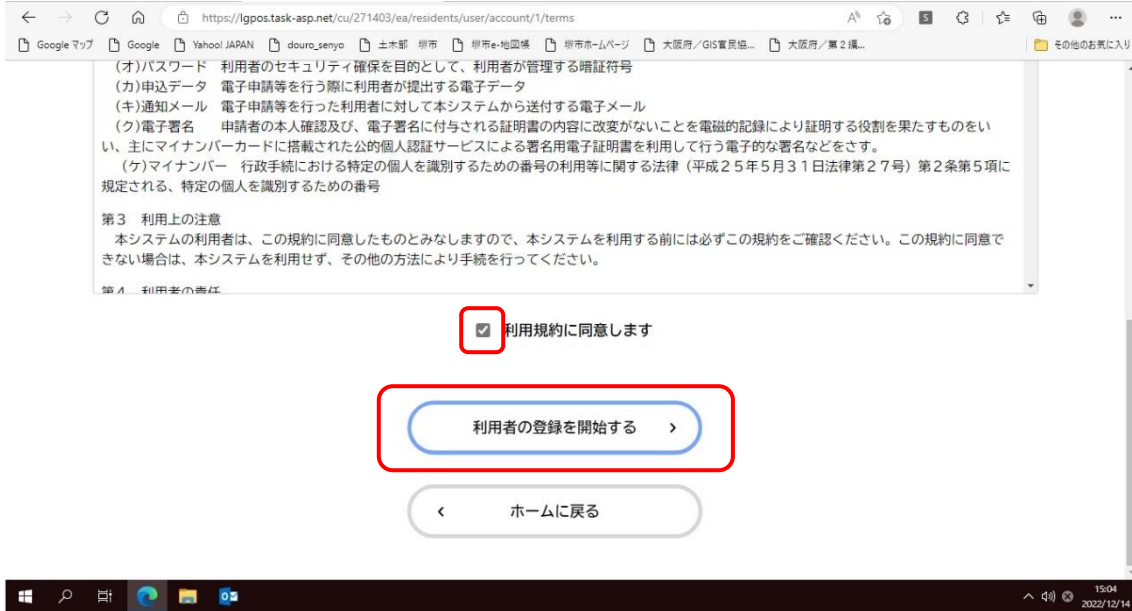 https://lgpos.task-asp.net/cu/271403/ea/residents/user/account/1/terms
Google マップ Google Yahoo! JAPAN douro_senyo 土木部 堺市 堺市e-地図帳 堺市ホームページ 大阪府/GIS官民協... 大阪府/第2攝... その他のお気に入り
(オ)パスワード 利用者のセキュリティ確保を目的として、利用者が管理する暗証符号
(カ)申込データ 電子申請等を行う際に利用者が提出する電子データ
(キ)通知メール 電子申請等を行った利用者に対して本システムから送付する電子メール
(ク)電子署名 申請者の本人確認及び、電子署名に付与される証明書の内容に改変がないことを電磁的記録により証明する役割を果たすものをい
い、主にマイナンバーカードに搭載された公的個人認証サービスによる署名用電子証明書を利用して行う電子的な署名などをさす。
(ケ)マイナンバー 行政手続における特定の個人を識別するための番号の利用等に関する法律(平成25年5月31日法律第27号)第2条第5項に
規定される、特定の個人を識別するための番号
第3 利用上の注意
本システムの利用者は、この規約に同意したものとみなしますので、本システムを利用する前には必ずこの規約をご確認ください。この規約に同意で
きない場合は、本システムを利用せず、その他の方法により手続を行ってください。
第4 利用者の責任
利用規約に同意します
利用者の登録を開始する
ホームに戻る
15:04
2022/12/14